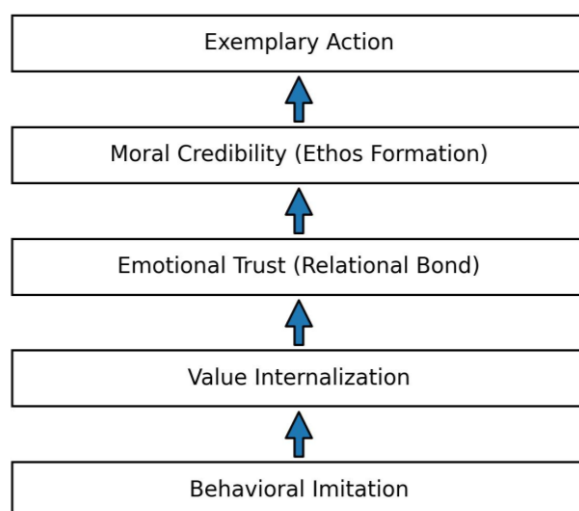 Exemplary Action
Moral Credibility (Ethos Formation)
Emotional Trust (Relational Bond)
Value Internalization
Behavioral Imitation